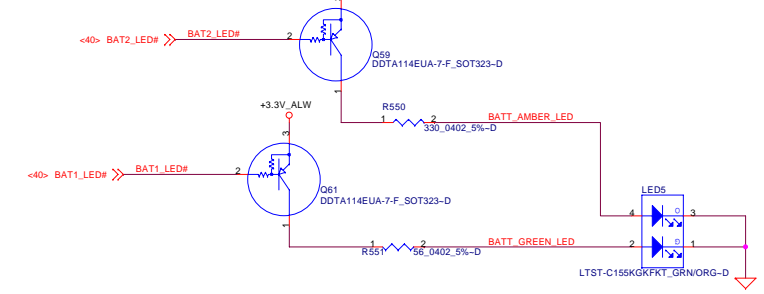 <40> BAT2_LED#
BAT2_LED#
2
Q59
DDTA114EUA-7-F_SOT323~D
1
+3.3V_ALW
R550
1
2
330_0402_5%~D
BATT_AMBER_LED
3
<40> BAT1_LED#
BAT1_LED#
2
Q61
DDTA114EUA-7-F_SOT323~D
1
LED5
4
O
3
R551
1
2
56_0402_5%~D
BATT_GREEN_LED
2
G
1
LTST-C155KGKFKT_GRN/ORG~D